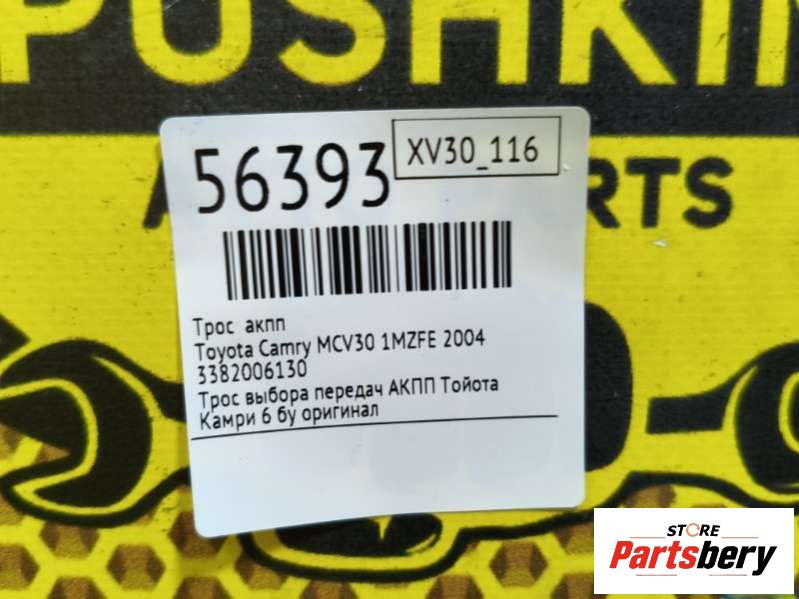 PUSHKIN
RTS
56393
XV30_116
Трос акпп
Toyota Camry MCV30 1MZFE 2004
3382006130
Трос выбора передач АКПП Тойота
Камри 6 бу оригинал
STORE
Partsbery